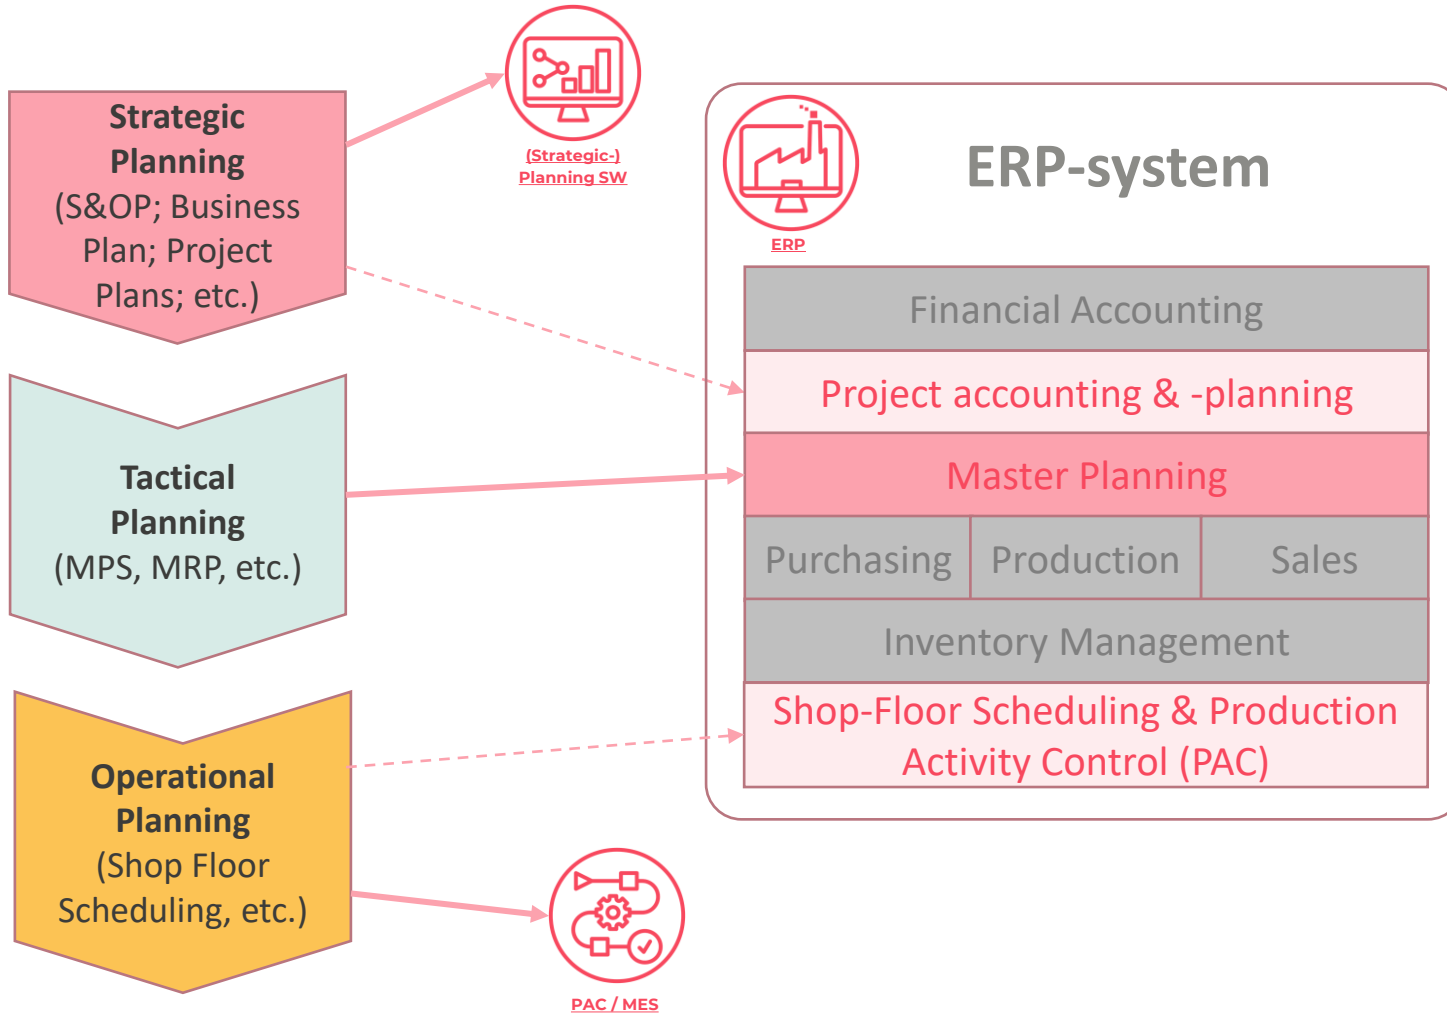 Strategic
Planning
(S&OP; Business
Plan; Project
Plans; etc.)
(Strategic-)
Planning SW
ERP
ERP-system
Financial Accounting
Project accounting & -planning
Master Planning
Purchasing
Production
Sales
Inventory Management
Shop-Floor Scheduling & Production
Activity Control (PAC)
Tactical
Planning
(MPS, MRP, etc.)
Operational
Planning
(Shop Floor
Scheduling, etc.)
PAC / MES